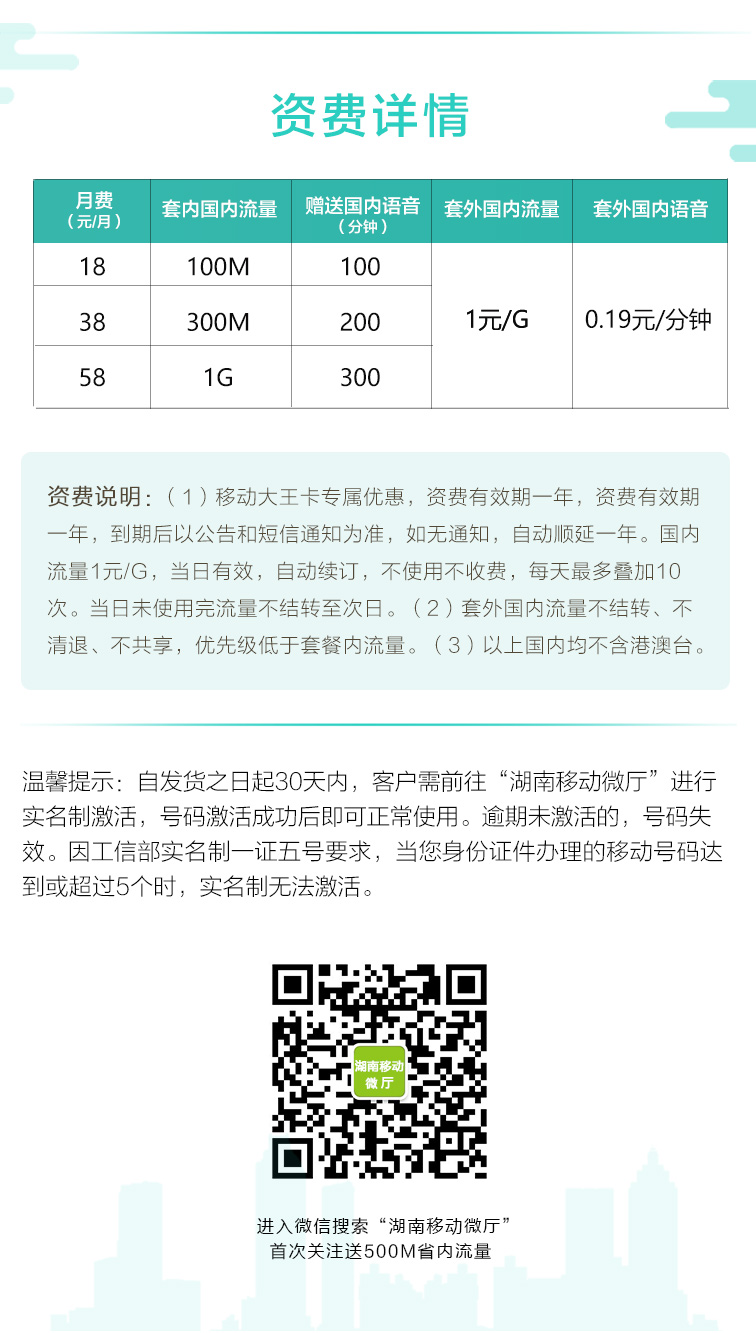 资费详情
月费 套内国内流量 赠送国内语音 套外国内流量 套外国内语音
（元/月） （分钟）
18 100M 100
38 300M 200 1元/G 0.19元/分钟
58 1G 300
资费说明：（1）移动大王卡专属优惠，资费有效期一年，资费有效期
一年，到期后以公告和短信通知为准，如无通知，自动顺延一年。国内
流量1元/G，当日有效，自动续订，不使用不收费，每天最多叠加10
次。当日未使用完流量不结转至次日。（2）套外国内流量不结转、不
清退、不共享，优先级低于套餐内流量。（3）以上国内均不含港澳台。
温馨提示：自发货之日起30天内，客户需前往“湖南移动微厅”进行
实名制激活，号码激活成功后即可正常使用。逾期未激活的，号码失
效。因工信部实名制一证五号要求，当您身份证件办理的移动号码达
到或超过5个时，实名制无法激活。
湖南移动
微厅
进入微信搜索“湖南移动微厅”
首次关注送500M省内流量